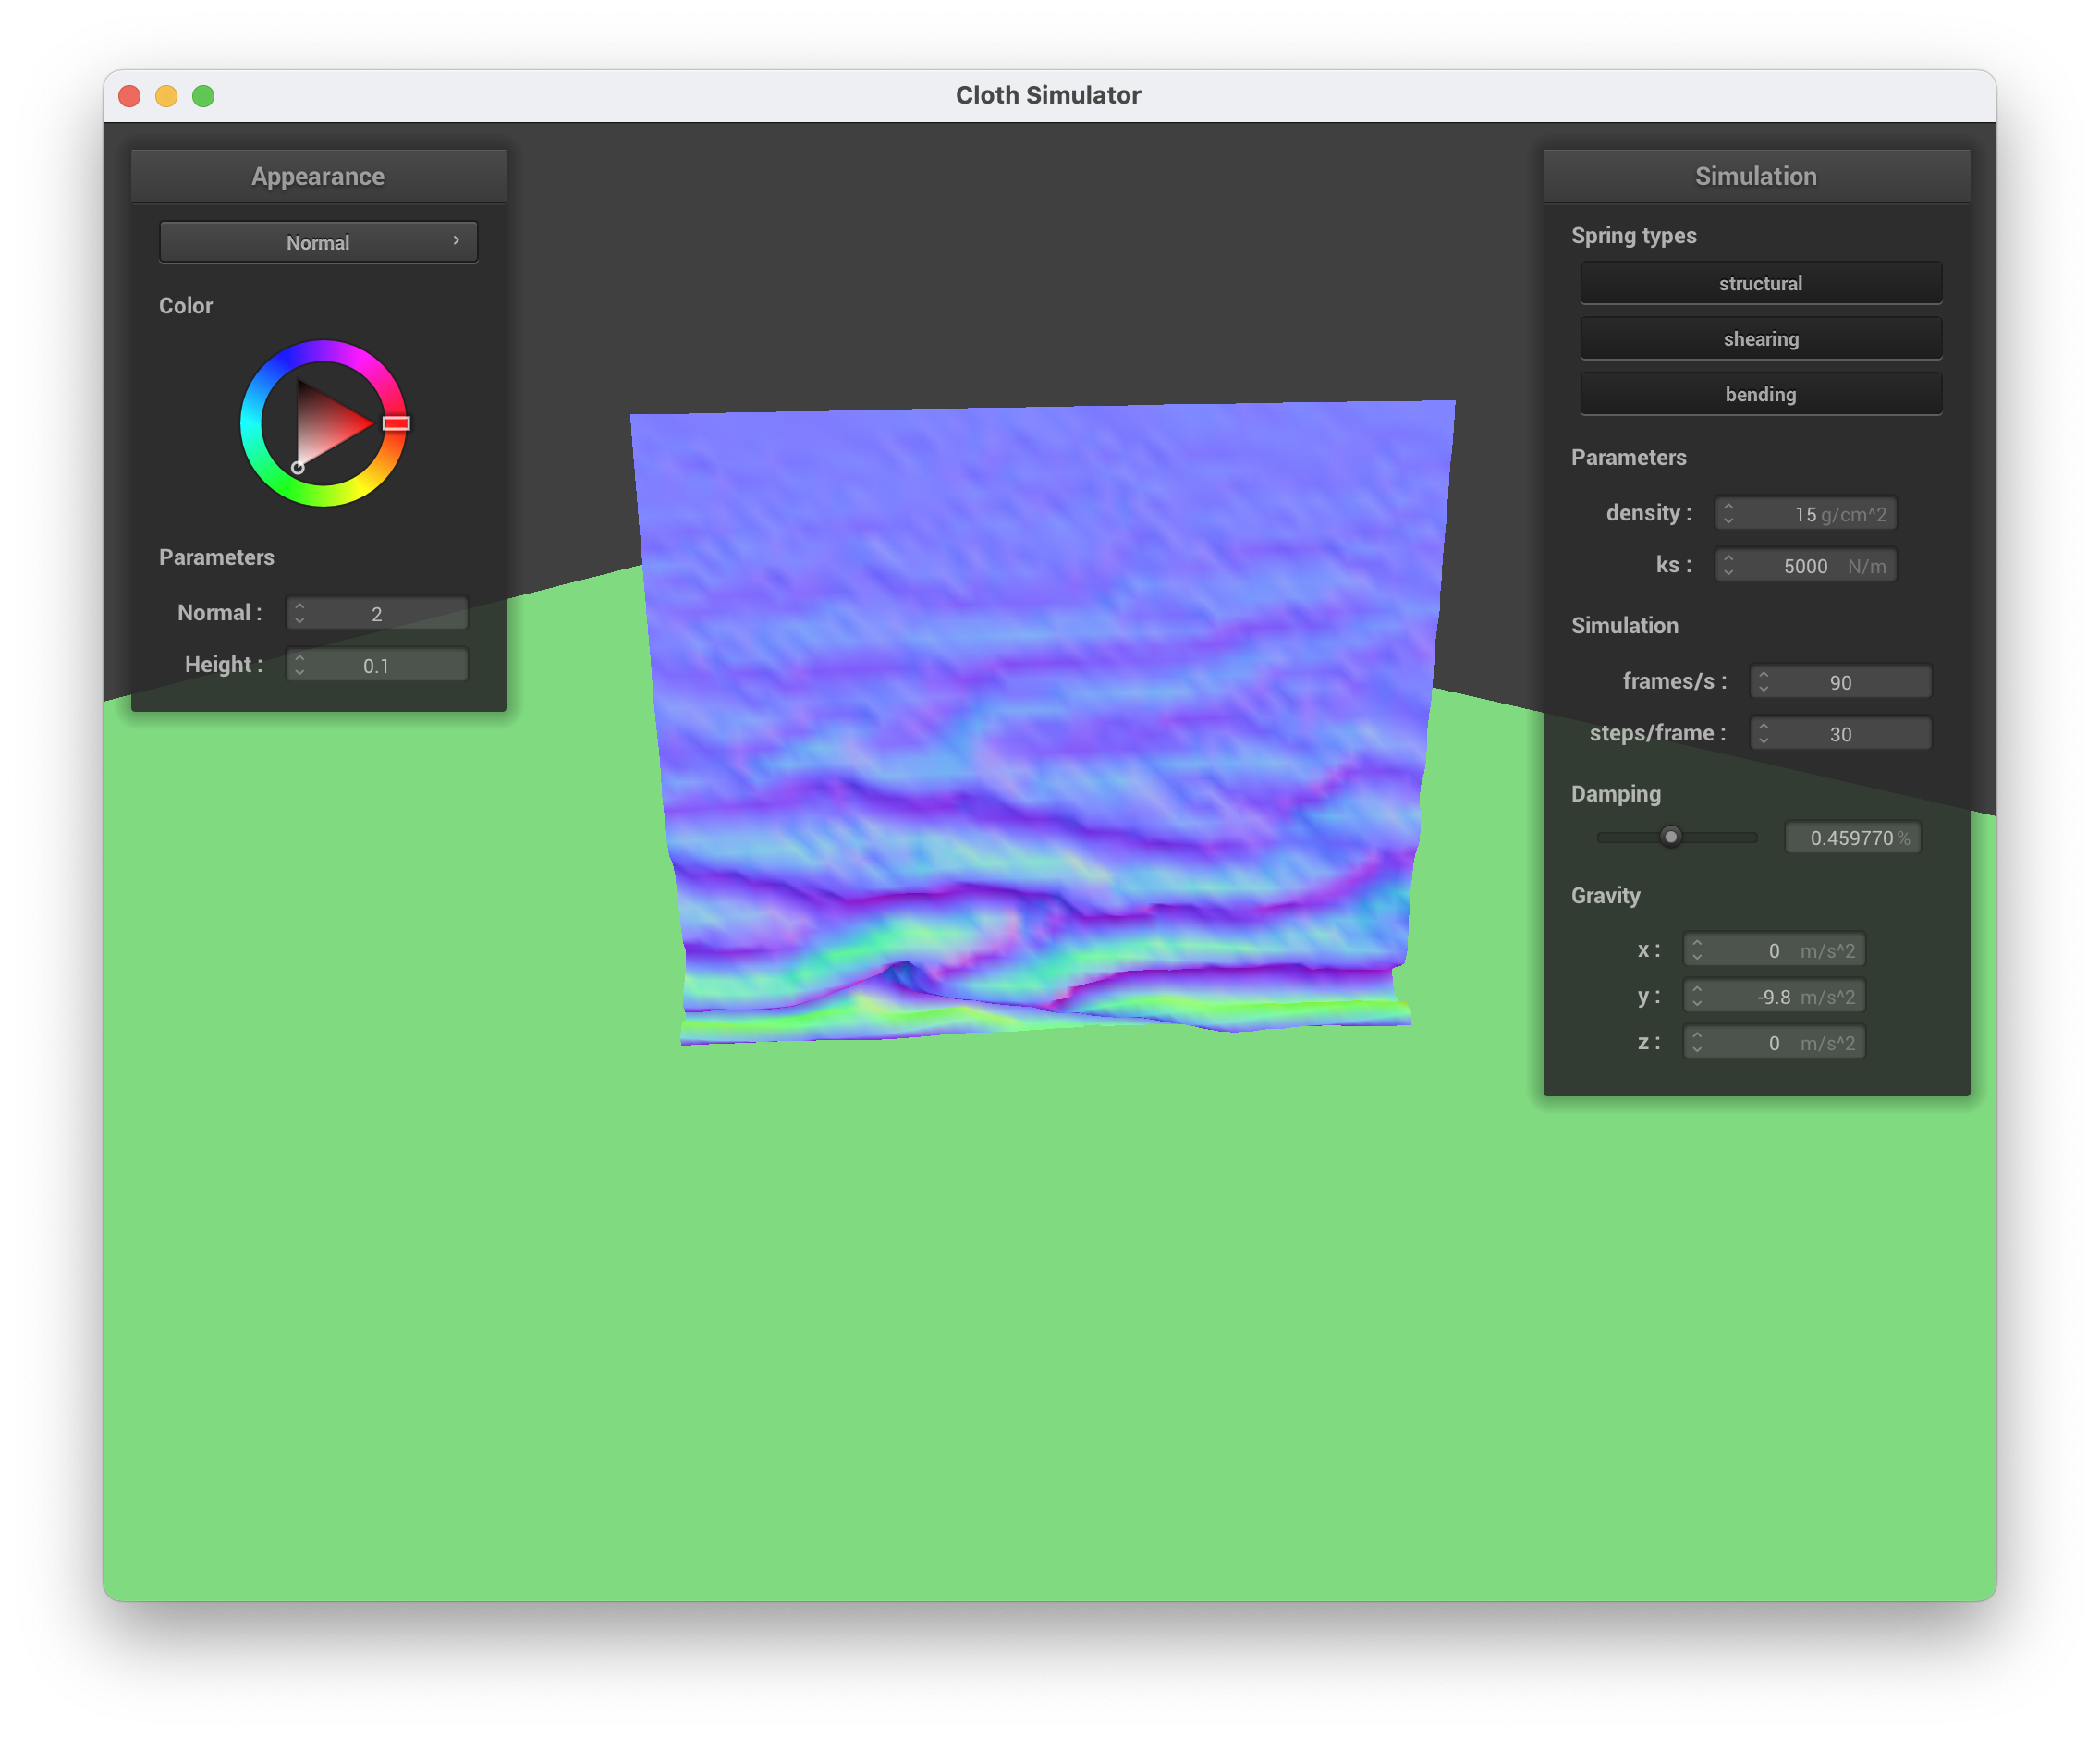 Cloth Simulator
Appearance
Normal
Color
Parameters
Normal : 2
Height : 0.1
Simulation
Spring types
structural
shearing
bending
Parameters
density : 15 g/cm^2
ks : 5000 N/m
Simulation
frames/s : 90
steps/frame : 30
Damping
0.459770 %
Gravity
x : 0 m/s^2
y : -9.8 m/s^2
z : 0 m/s^2